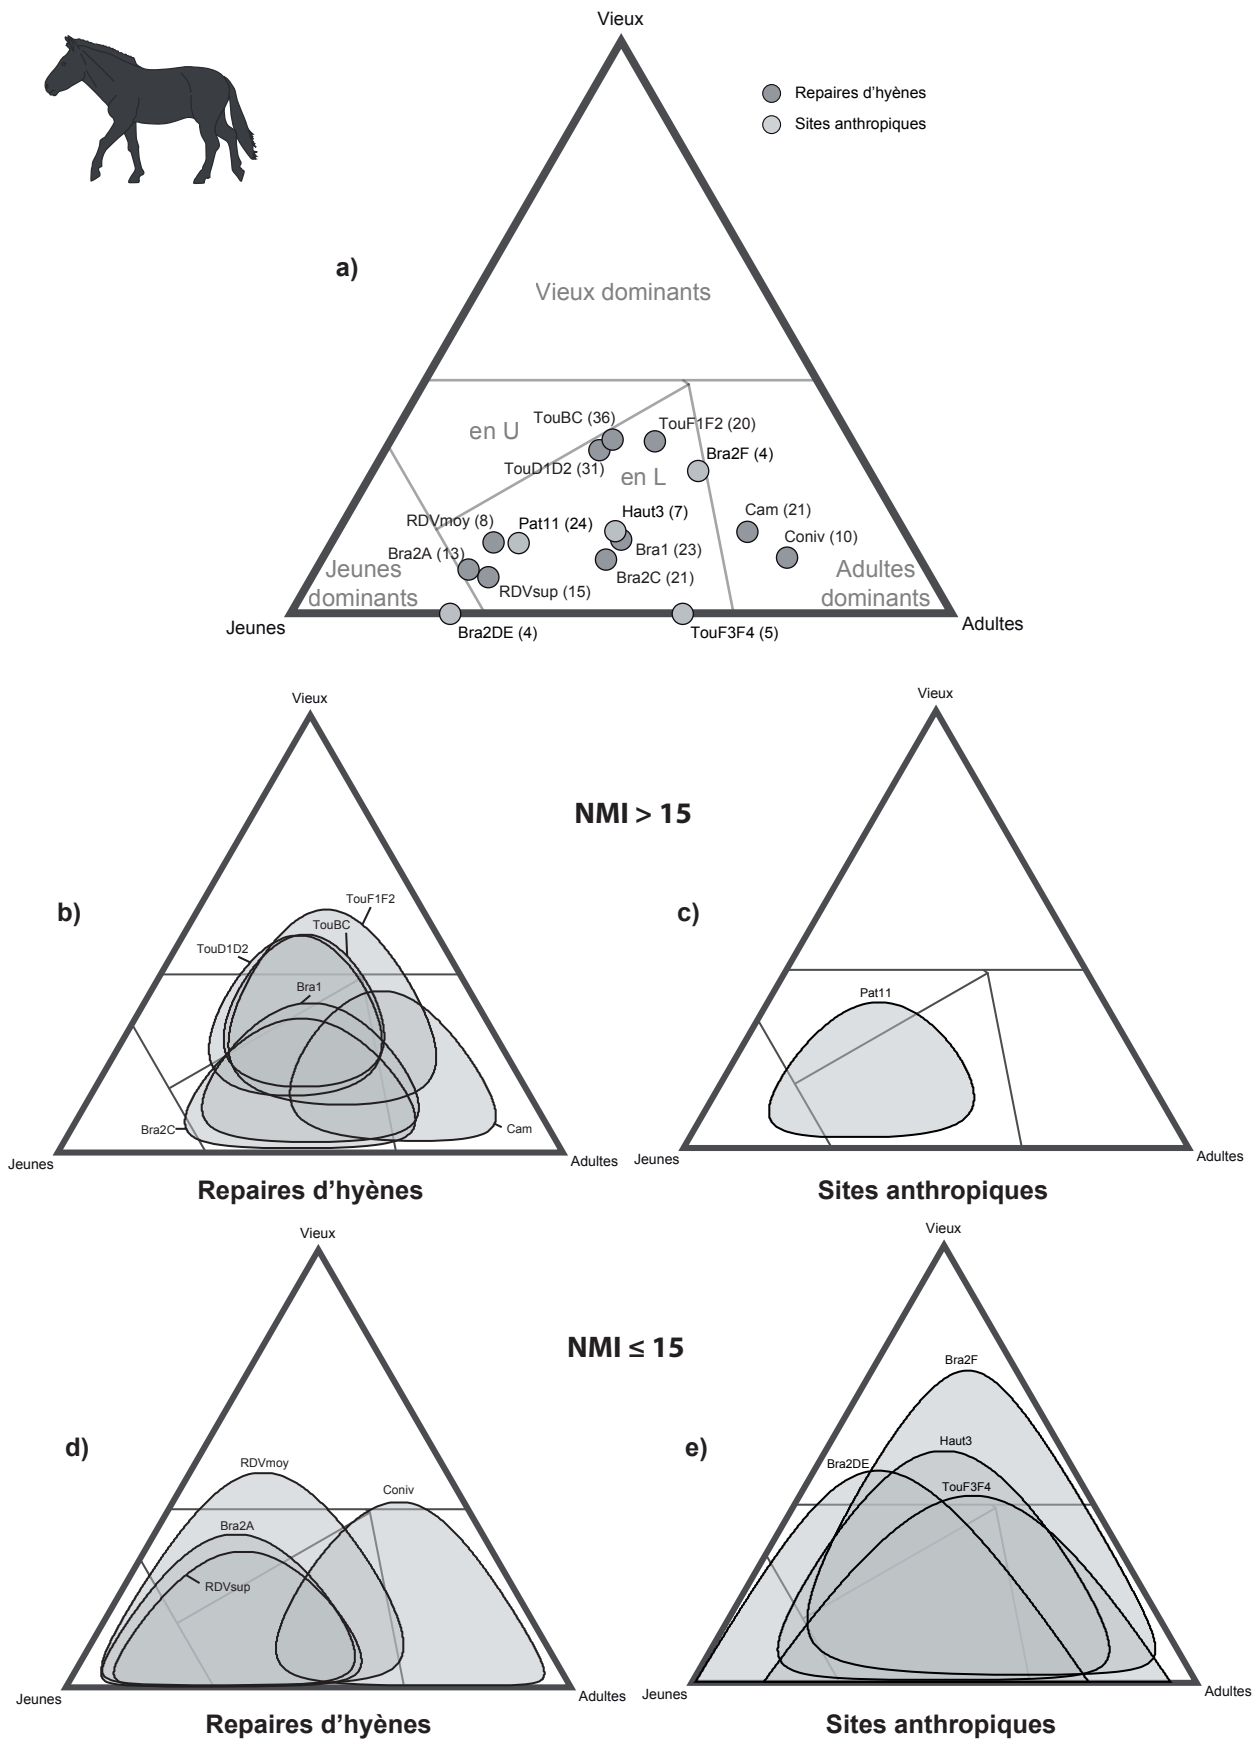 Vieux
Repaires d'hyènes
Sites anthropiques
a)
Vieux dominants
TouBC (36)
TouF1F2 (20)
en U
Bra2F (4)
TouD1D2 (31)
en L
Haut3 (7)
Cam (21)
RDVmoy (8)
Pat11 (24)
Coniv (10)
Bra1 (23)
Bra2A (13)
Bra2C (21)
Jeunes
dominants
Adultes
dominants
RDVsup (15)
Jeunes
Adultes
Bra2DE (4)
TouF3F4 (5)
Vieux
Vieux
NMI > 15
b)
TouF1F2
TouBC
TouD1D2
Bra1
Bra2C
Cam
Jeunes
Adultes
Repaires d'hyènes
c)
Pat11
Jeunes
Adultes
Sites anthropiques
Vieux
Vieux
NMI ≤ 15
d)
RDVmoy
Coniv
Bra2A
RDVsup
Jeunes
Adultes
Repaires d'hyènes
e)
Bra2F
Haut3
Bra2DE
TouF3F4
Jeunes
Adultes
Sites anthropiques